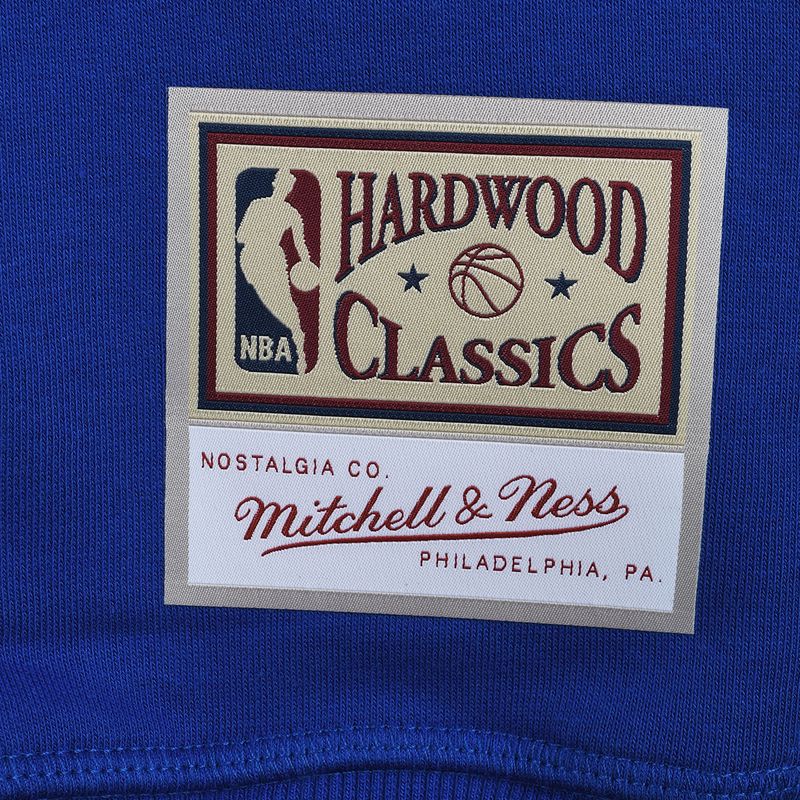 HARDWOOD
NBA
CLASSICS
NOSTALGIA CO.
Mitchell & Ness
PHILADELPHIA, PA.